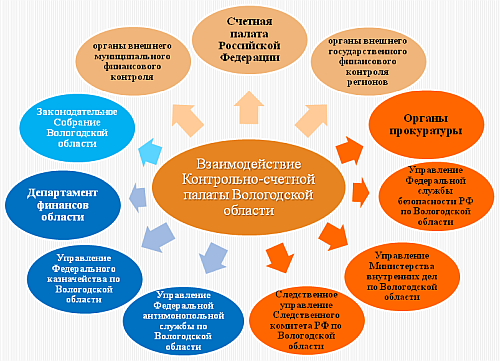 Счетная
палата
Российской
Федерации
органы внешнего
муниципального
финансового
контроля
органы внешнего
государственного
финансового
контроля
регионов
Законодательное
Собрание
Вологодской
области
Органы
прокуратуры
Взаимодействие
Контрольно-счетной
палаты Вологодской
области
Департамент
финансов
области
Управление
Федеральной
службы
безопасности РФ
по Вологодской
области
Управление
Федерального
казначейства по
Вологодской
области
Управление
Министерства
внутренних дел
по Вологодской
области
Управление
Федеральной
антимонопольной
службы по
Вологодской
области
Следственное
управление
Следственного
комитета РФ по
Вологодской
области